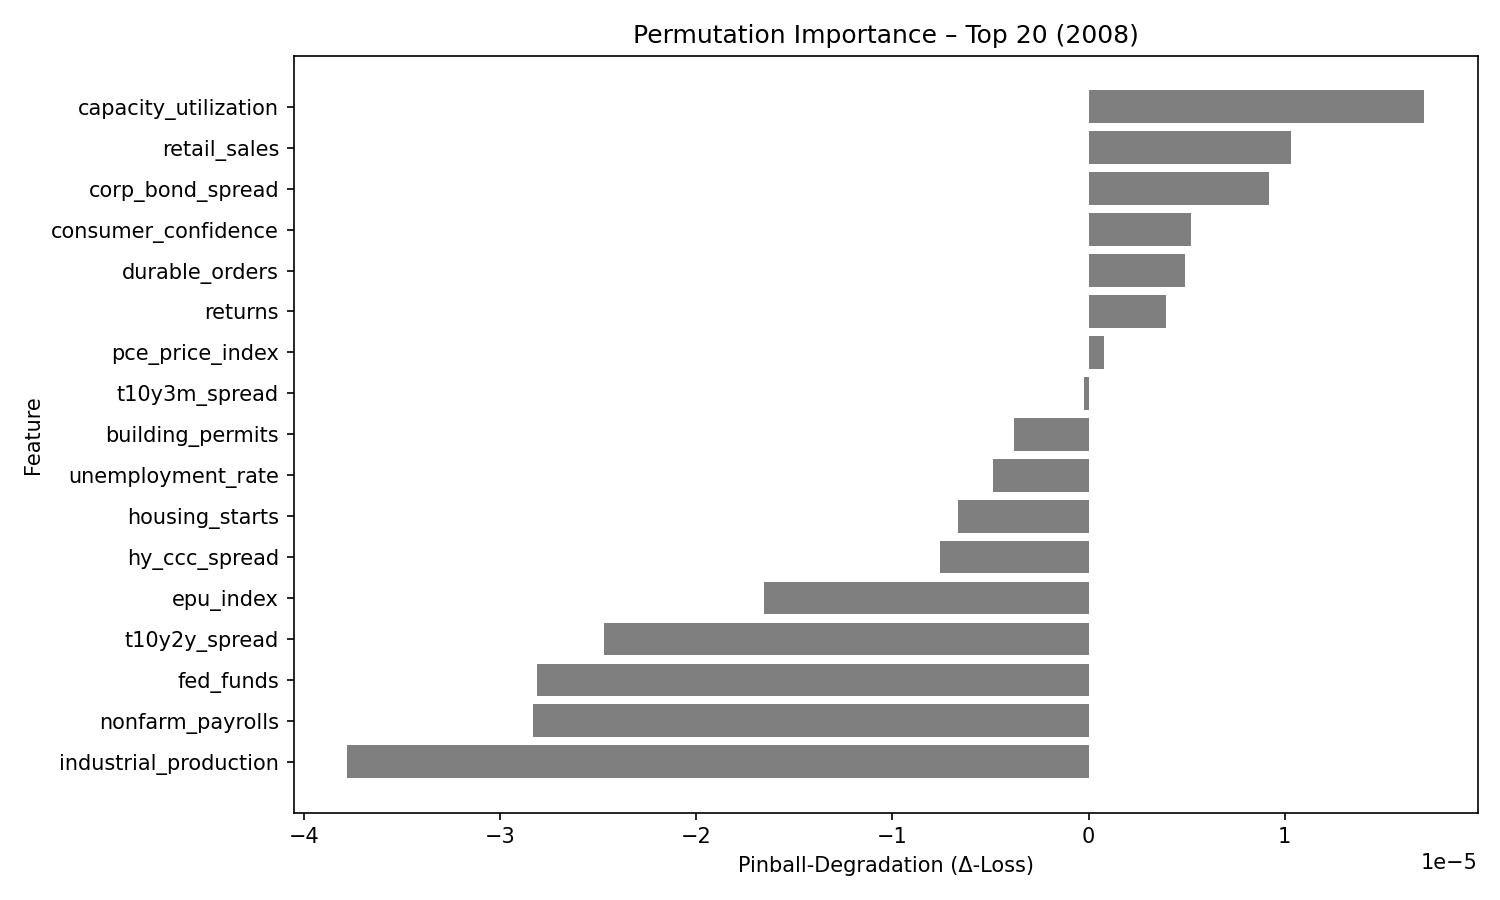 Permutation Importance – Top 20 (2008)
capacity_utilization
retail_sales
corp_bond_spread
consumer_confidence
durable_orders
returns
pce_price_index
t10y3m_spread
building_permits
unemployment_rate
housing_starts
hy_ccc_spread
epu_index
t10y2y_spread
fed_funds
nonfarm_payrolls
industrial_production
Feature
−4 −3 −2 −1 0 1
1e−5
Pinball-Degradation (Δ-Loss)